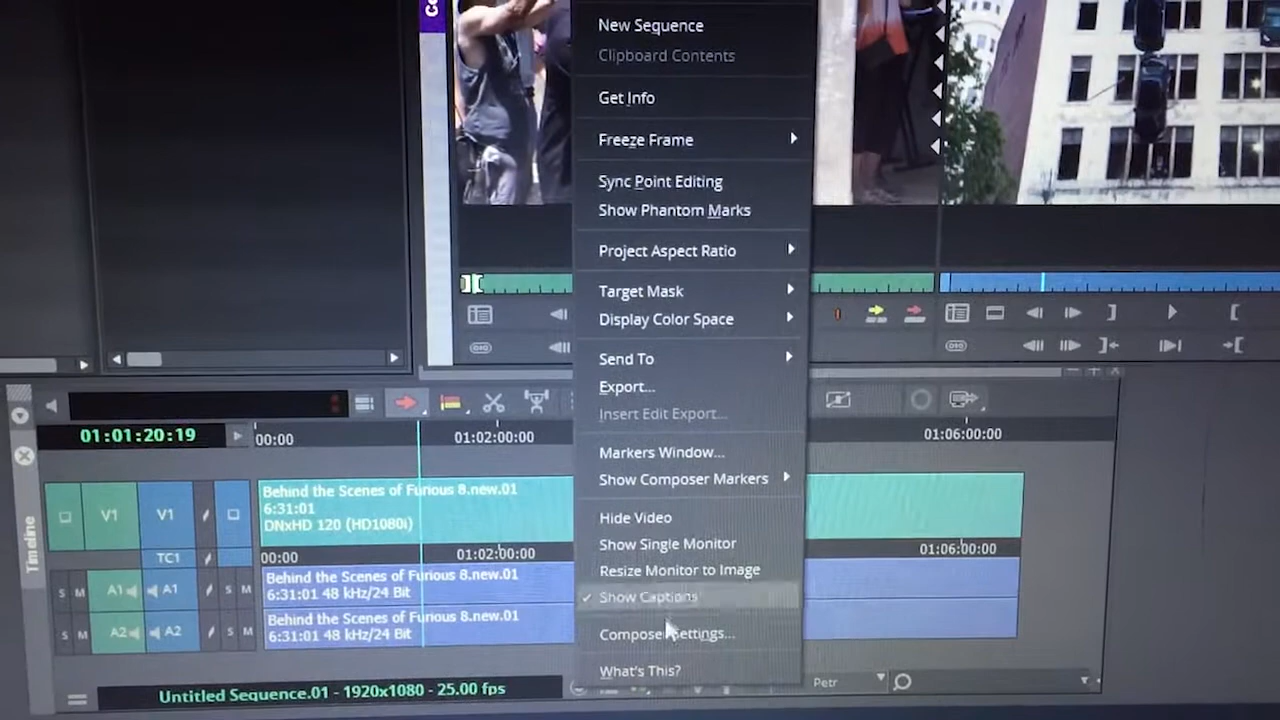 Co
New Sequence
Clipboard Contents
Get Info
Freeze Frame
Sync Point Editing
Show Phantom Marks
Project Aspect Ratio
Target Mask
Display Color Space
Send To
Export...
Insert Edit Export...
Markers Window...
Show Composer Markers
Hide Video
Show Single Monitor
Resize Monitor to Image
✓ Show Captions
Composer Settings...
What's This?
01:01:20:19
00:00
01:02:00:00
01:06:00:00
Timeline
V1
V1
Behind the Scenes of Furious 8.new.01
6:31:01
DNxHD 120 (HD1080i)
TC1
00:00
01:02:00:00
01:06:00:00
S M A1 A1 S M
Behind the Scenes of Furious 8.new.01
6:31:01 48 kHz/24 Bit
S M A2 A2 S M
Behind the Scenes of Furious 8.new.01
6:31:01 48 kHz/24 Bit
Untitled Sequence.01 - 1920x1080 - 25.00 fps
Petr